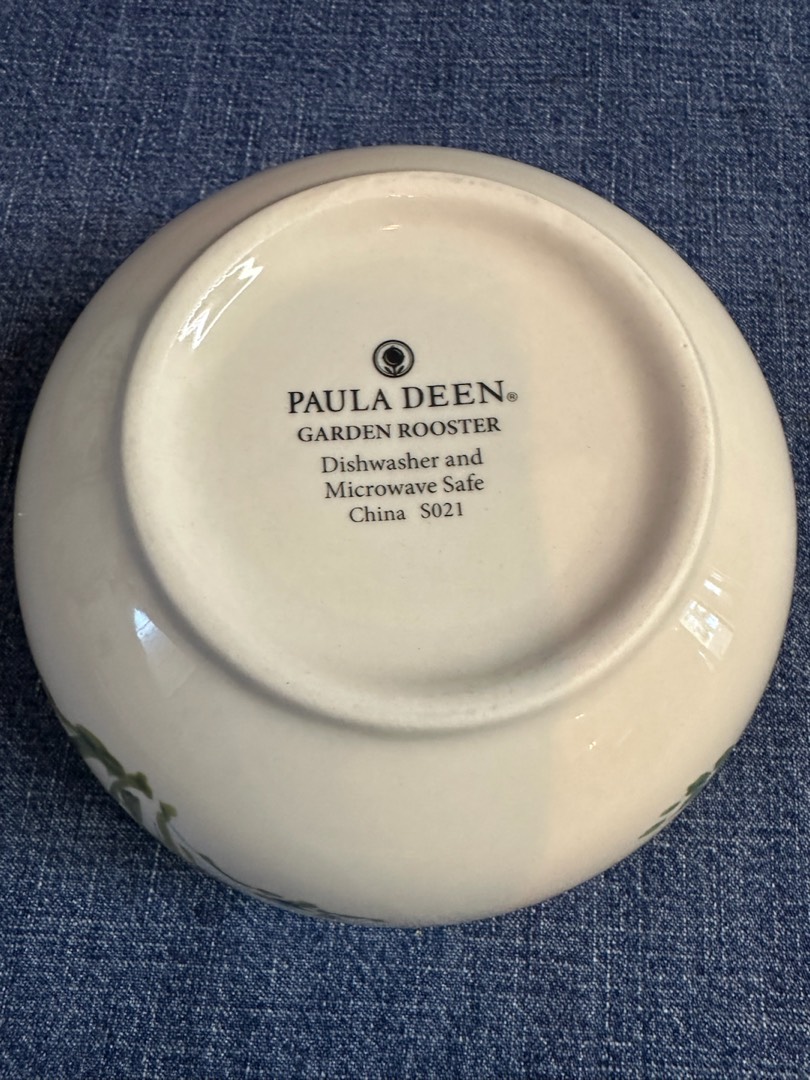 PAULA DEEN®
GARDEN ROOSTER
Dishwasher and
Microwave Safe
China S021